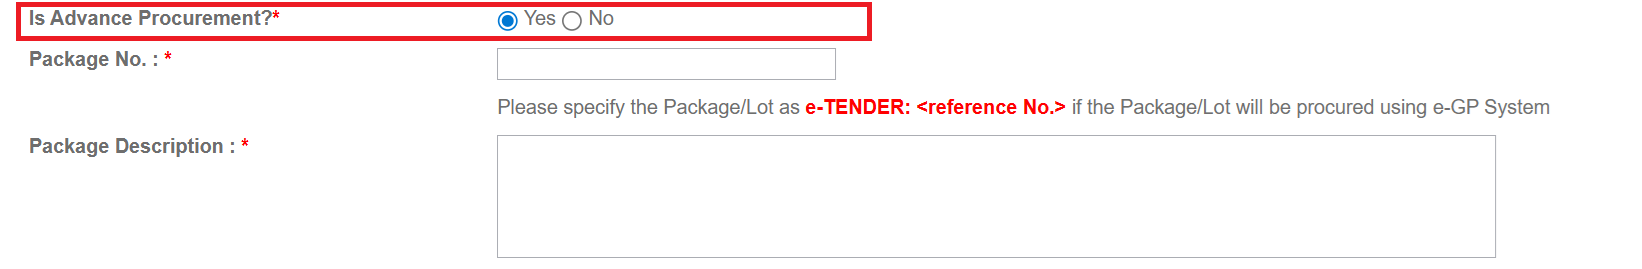 Is Advance Procurement?* Yes No
Package No. : *
Please specify the Package/Lot as e-TENDER: <reference No.> if the Package/Lot will be procured using e-GP System
Package Description : *